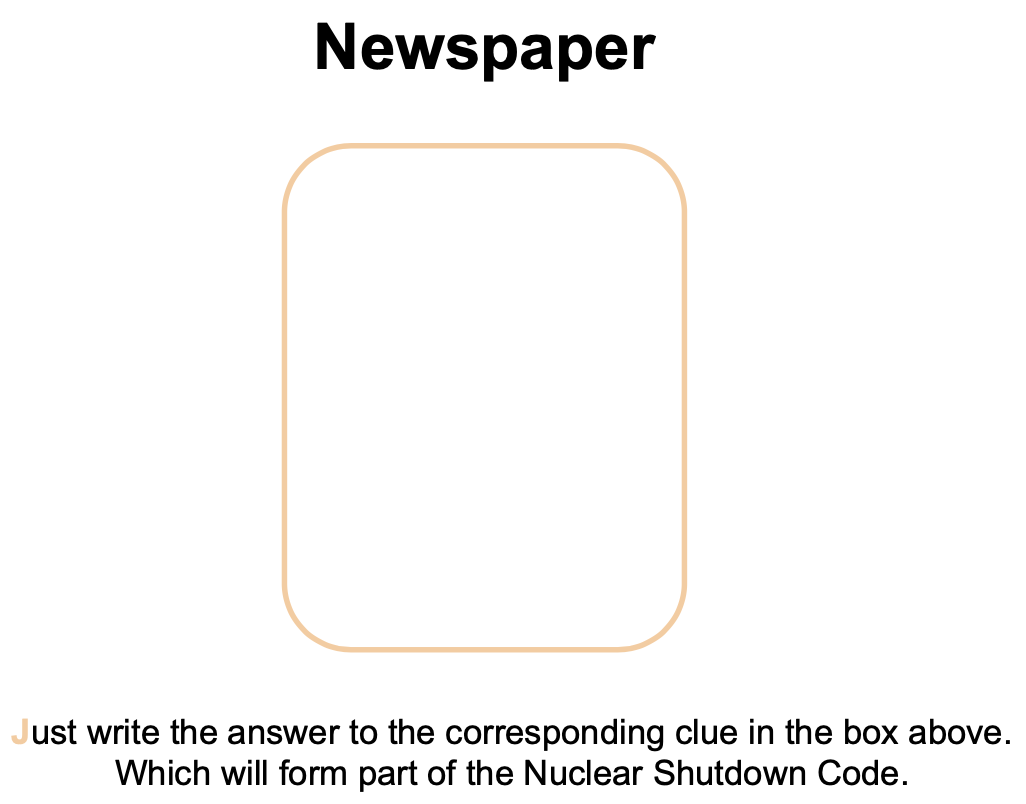 Newspaper
Just write the answer to the corresponding clue in the box above.
Which will form part of the Nuclear Shutdown Code.